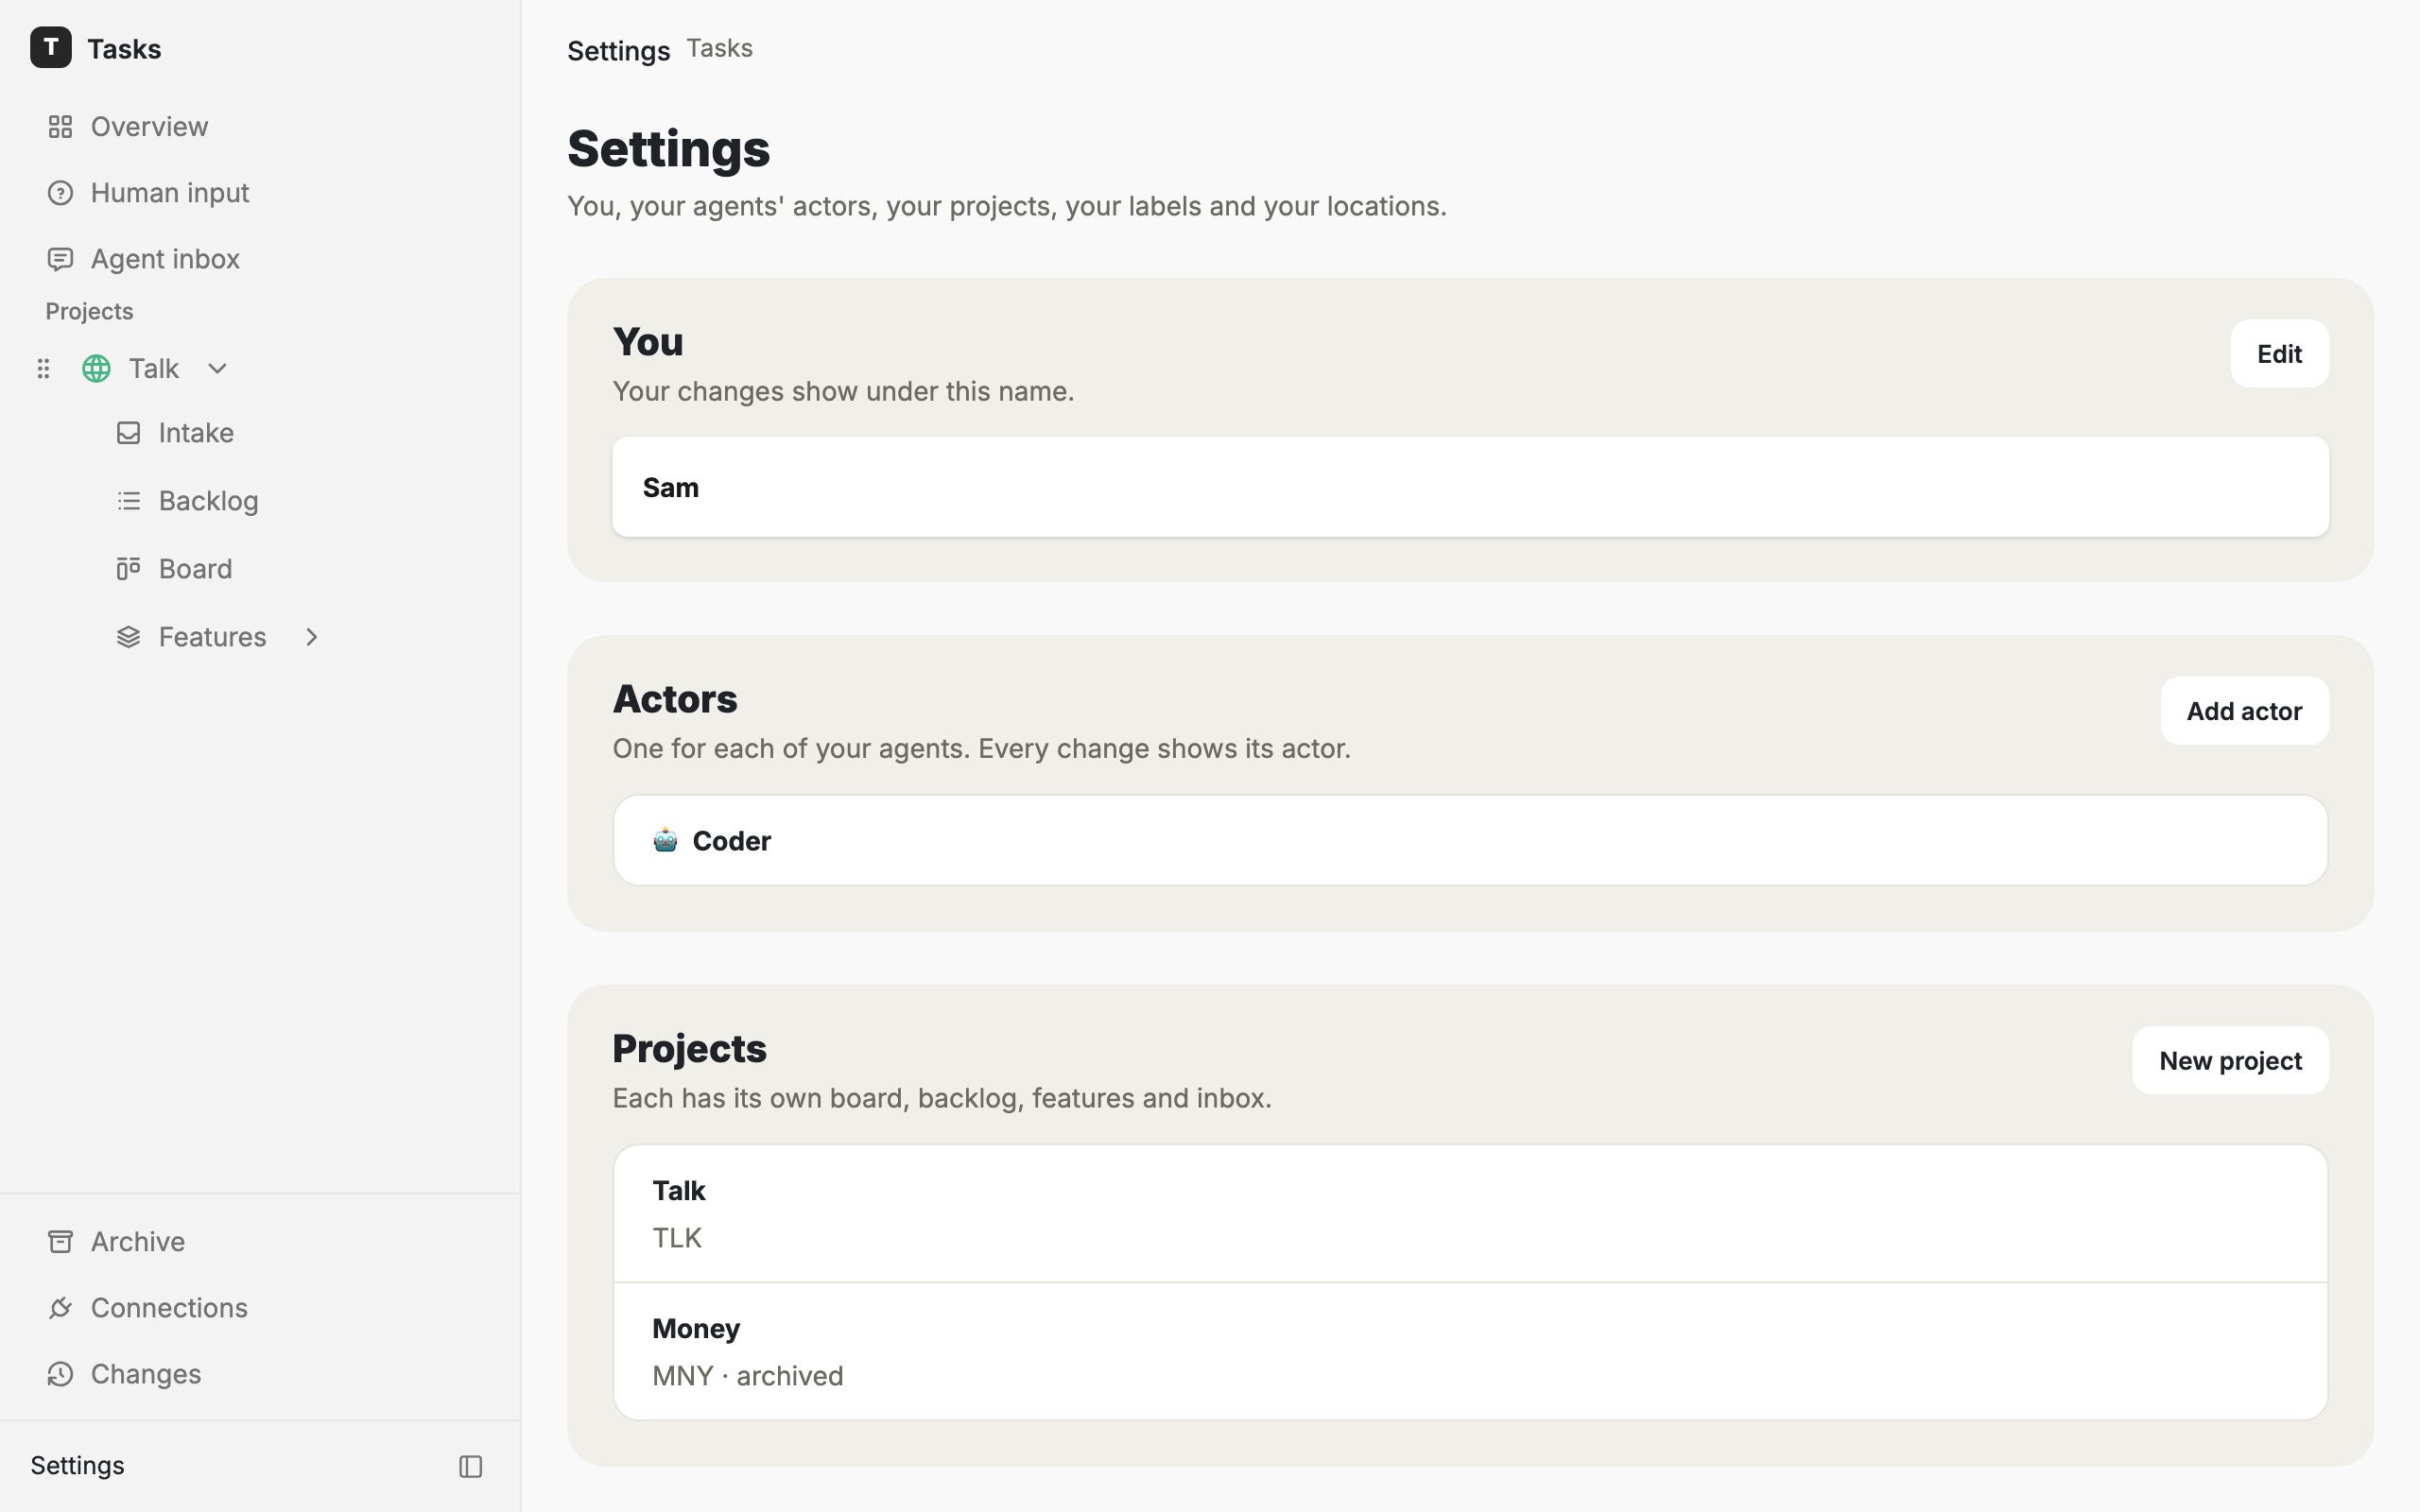 T Tasks
Overview
Human input
Agent inbox
Projects
Talk
Intake
Backlog
Board
Features
Archive
Connections
Changes
Settings
Settings Tasks
Settings
You, your agents' actors, your projects, your labels and your locations.
You
Edit
Your changes show under this name.
Sam
Actors
Add actor
One for each of your agents. Every change shows its actor.
Coder
Projects
New project
Each has its own board, backlog, features and inbox.
Talk
TLK
Money
MNY · archived